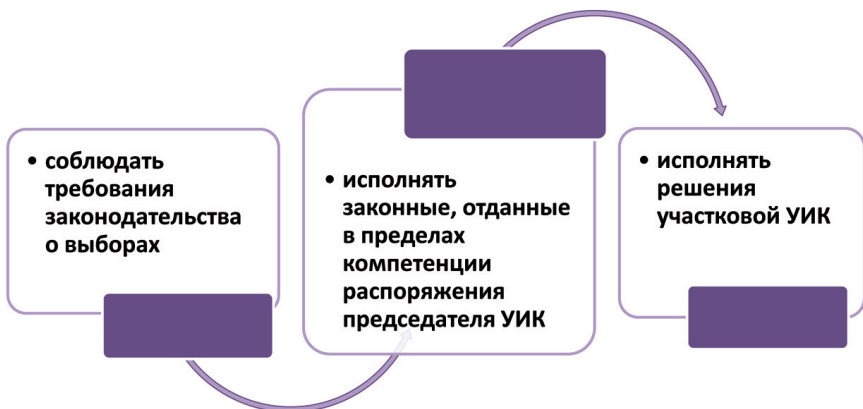 • соблюдать
требования
законодательства
о выборах
• исполнять
законные, отданные
в пределах
компетенции
распоряжения
председателя УИК
• исполнять
решения
участковой УИК